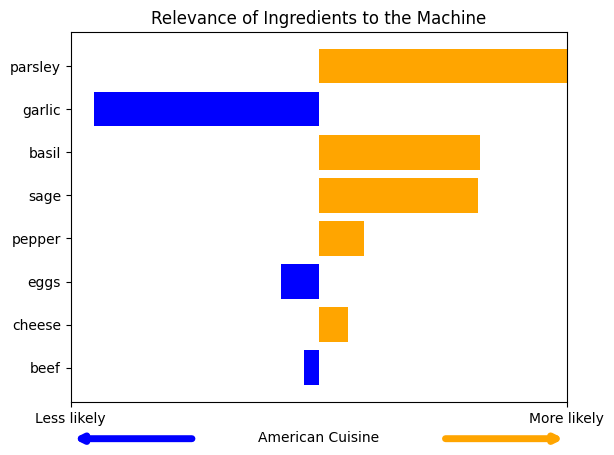 Relevance of Ingredients to the Machine
parsley
garlic
basil
sage
pepper
eggs
cheese
beef
Less likely
More likely
American Cuisine